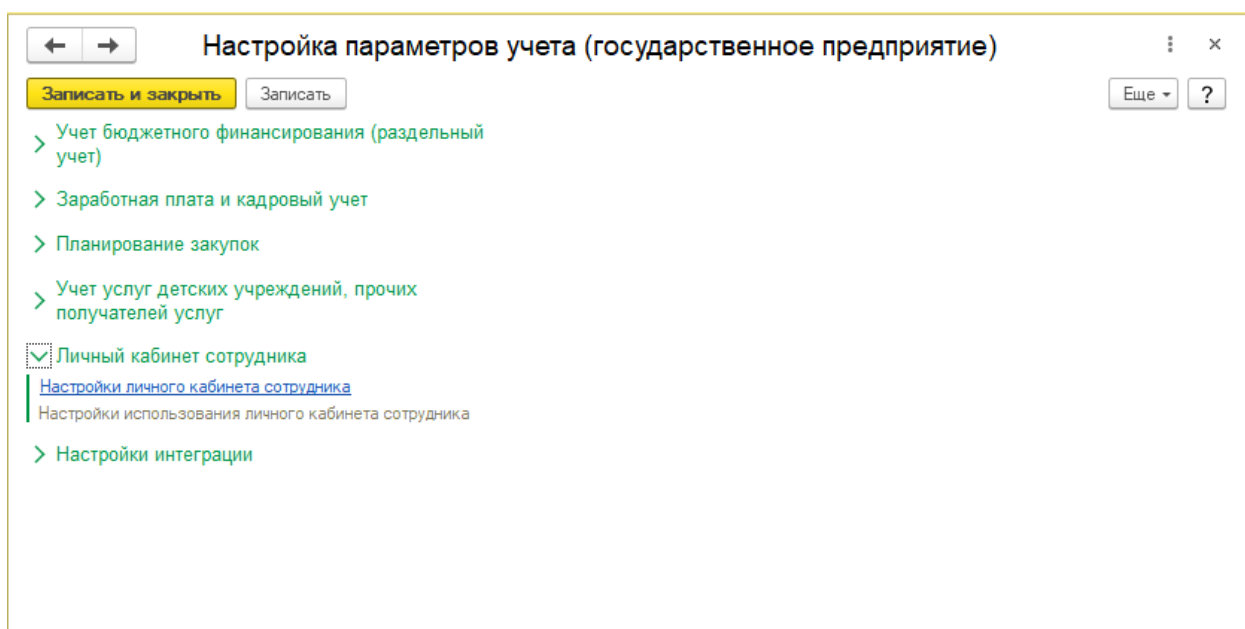 Настройка параметров учета (государственное предприятие)
Записать и закрыть Записать Еще ?
Учет бюджетного финансирования (раздельный
учет)
Заработная плата и кадровый учет
Планирование закупок
Учет услуг детских учреждений, прочих
получателей услуг
Личный кабинет сотрудника
Настройки личного кабинета сотрудника
Настройки использования личного кабинета сотрудника
Настройки интеграции